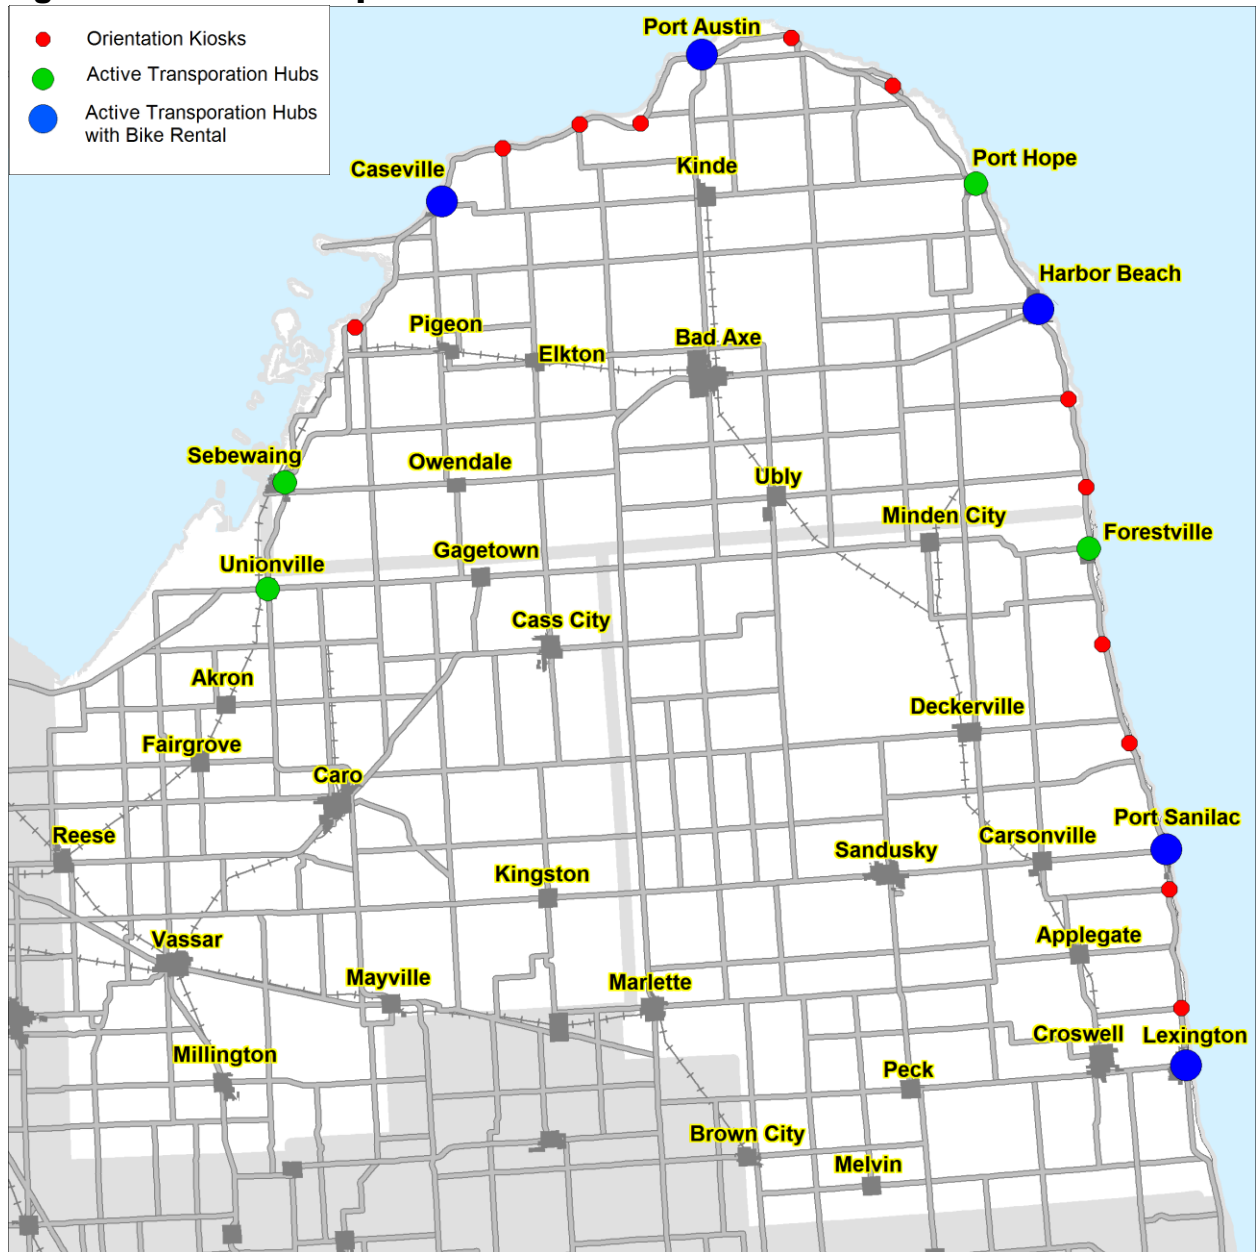 Orientation Kiosks
Active Transporation Hubs
Active Transporation Hubs
with Bike Rental
Port Austin
Port Hope
Caseville
Kinde
Harbor Beach
Pigeon
Elkton
Bad Axe
Sebewaing
Owendale
Ubly
Minden City
Forestville
Unionville
Gagetown
Cass City
Akron
Deckerville
Fairgrove
Caro
Port Sanilac
Reese
Carsonville
Sandusky
Kingston
Vassar
Applegate
Mayville
Marlette
Millington
Croswell
Lexington
Peck
Brown City
Melvin